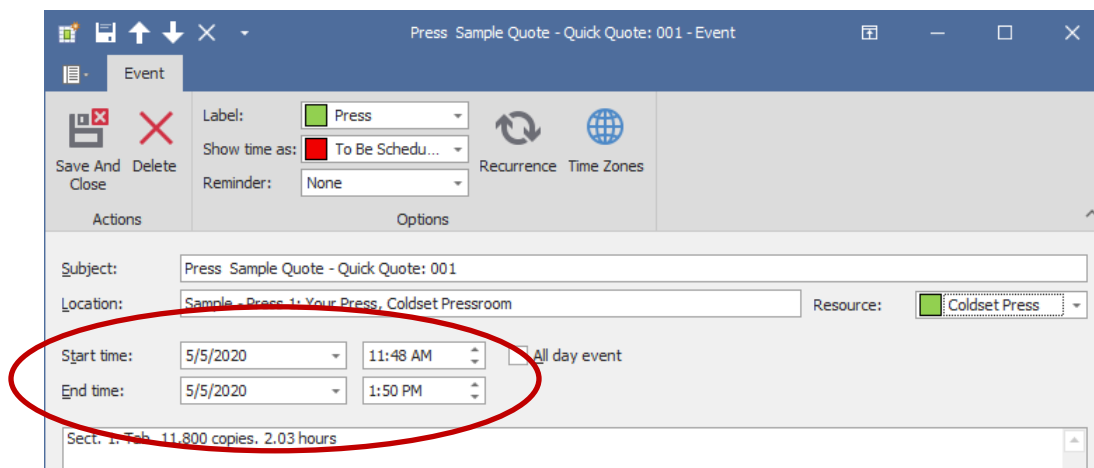 Press Sample Quote - Quick Quote: 001 - Event
Event
Label: Press
Show time as: To Be Schedu...
Reminder: None
Save And Close
Delete
Recurrence
Time Zones
Actions
Options
Subject: Press Sample Quote - Quick Quote: 001
Location: Sample - Press 1: Your Press, Coldset Pressroom
Resource: Coldset Press
Start time: 5/5/2020 11:48 AM All day event
End time: 5/5/2020 1:50 PM
Sect. 1. Tab. 11,800 copies. 2.03 hours